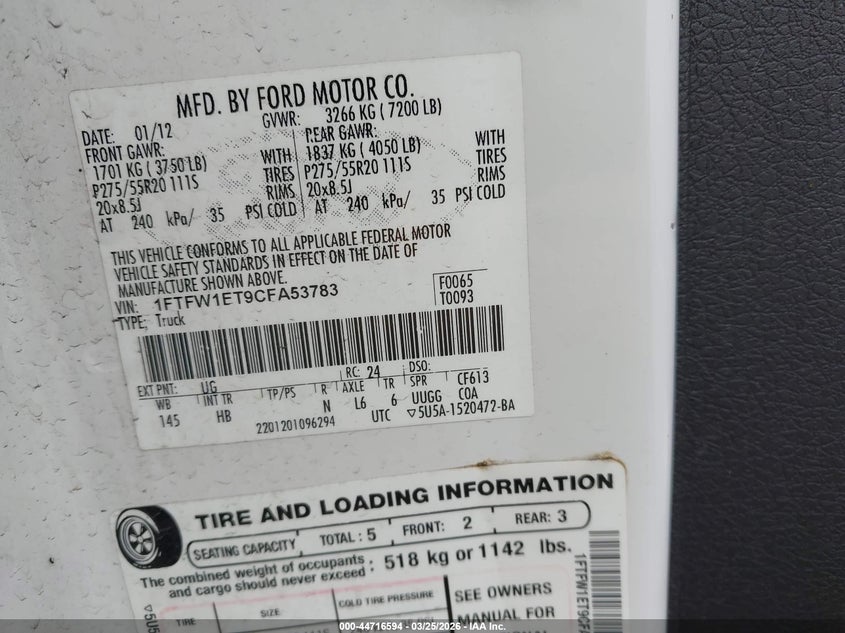 MFD. BY FORD MOTOR CO.
DATE: 01/12 GVWR: 3266 KG ( 7200 LB)
FRONT GAWR: REAR GAWR:
1701 KG ( 3750 LB) WITH 1837 KG ( 4050 LB) WITH
P275/55R20 111S TIRES P275/55R20 111S TIRES
20x8.5J RIMS 20x8.5J RIMS
AT 240 kPa/ 35 PSI COLD AT 240 kPa/ 35 PSI COLD
THIS VEHICLE CONFORMS TO ALL APPLICABLE FEDERAL MOTOR
VEHICLE SAFETY STANDARDS IN EFFECT ON THE DATE OF
MANUFACTURE SHOWN ABOVE.
VIN: 1FTFW1ET9CFA53783 F0065
TYPE: Truck T0093
EXT PNT: UG RC: 24 DSO:
WB INT TR TP/PS R AXLE TR SPR CF613
145 HB N L6 6 UUGG COA
2201201096294 UTC ▽5U5A-1520472-BA
TIRE AND LOADING INFORMATION
SEATING CAPACITY TOTAL : 5 FRONT: 2 REAR: 3
The combined weight of occupants : 518 kg or 1142 lbs.
and cargo should never exceed :
TIRE SIZE COLD TIRE PRESSURE SEE OWNERS
MANUAL FOR
▽5U5
1FTFW1ET9CF
000-44716594 - 03/25/2026 - IAA Inc.